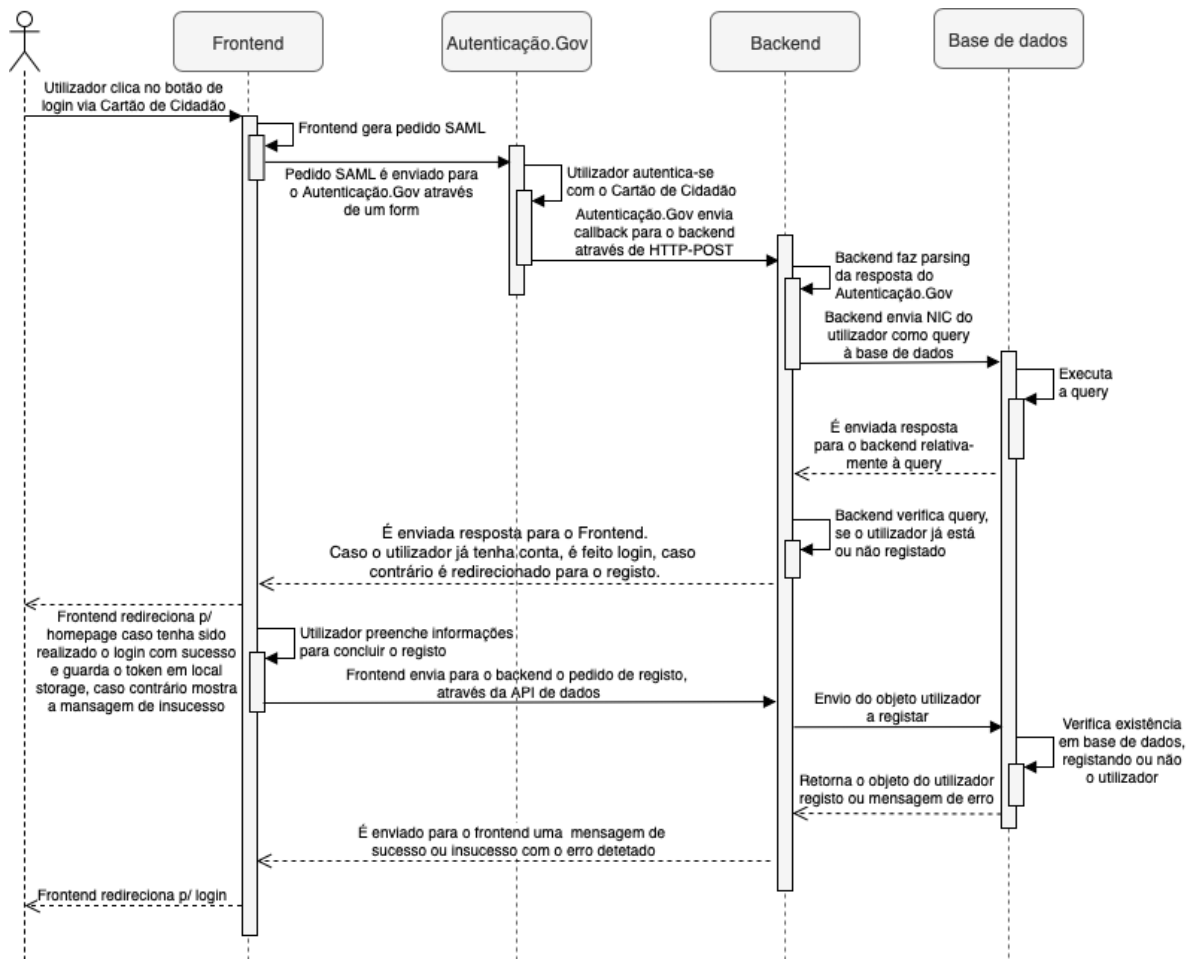 Frontend
Autenticação.Gov
Backend
Base de dados
Utilizador clica no botão de
login via Cartão de Cidadão
Frontend gera pedido SAML
Pedido SAML é enviado para
o Autenticação.Gov através
de um form
Utilizador autentica-se
com o Cartão de Cidadão
Autenticação.Gov envia
callback para o backend
através de HTTP-POST
Backend faz parsing
da resposta do
Autenticação.Gov
Backend envia NIC do
utilizador como query
à base de dados
Executa
a query
É enviada resposta
para o backend relativa-
mente à query
Backend verifica query,
se o utilizador já está
ou não registado
É enviada resposta para o Frontend.
Caso o utilizador já tenha conta, é feito login, caso
contrário é redirecionado para o registo.
Frontend redireciona p/
homepage caso tenha sido
realizado o login com sucesso
e guarda o token em local
storage, caso contrário mostra
a mansagem de insucesso
Utilizador preenche informações
para concluir o registo
Frontend envia para o backend o pedido de registo,
através da API de dados
Envio do objeto utilizador
a registar
Verifica existência
em base de dados,
registando ou não
o utilizador
Retorna o objeto do utilizador
registo ou mensagem de erro
É enviado para o frontend uma mensagem de
sucesso ou insucesso com o erro detetado
Frontend redireciona p/ login